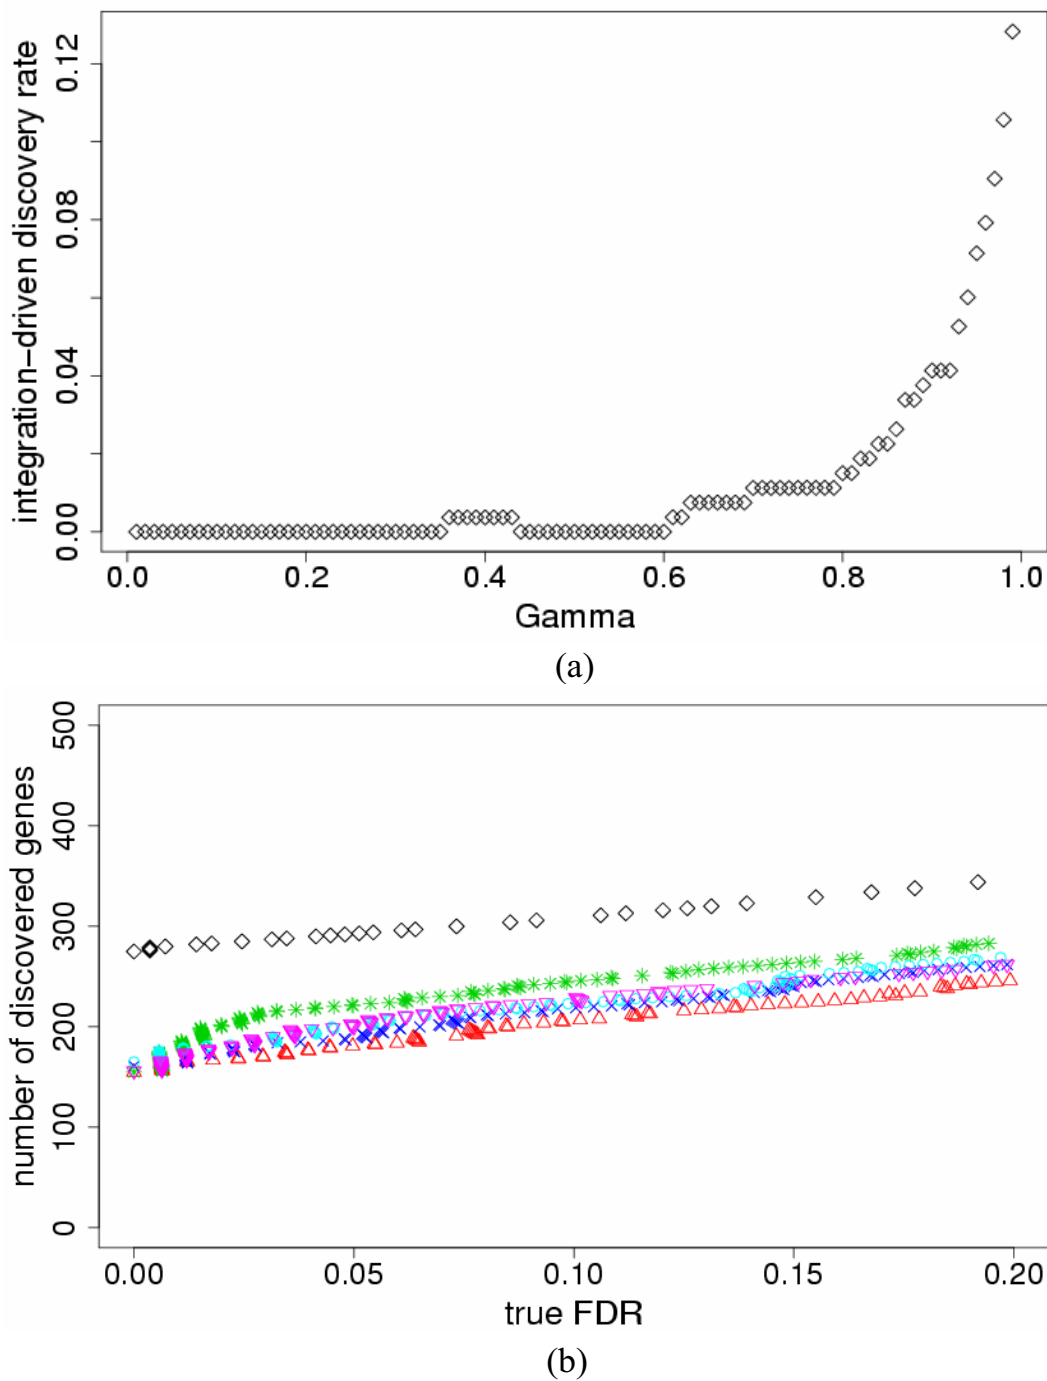 integration-driven discovery rate
0.12
0.08
0.04
0.00
0.0 0.2 0.4 0.6 0.8 1.0
Gamma
(a)
number of discovered genes
500
400
300
200
100
0
0.00 0.05 0.10 0.15 0.20
true FDR
(b)